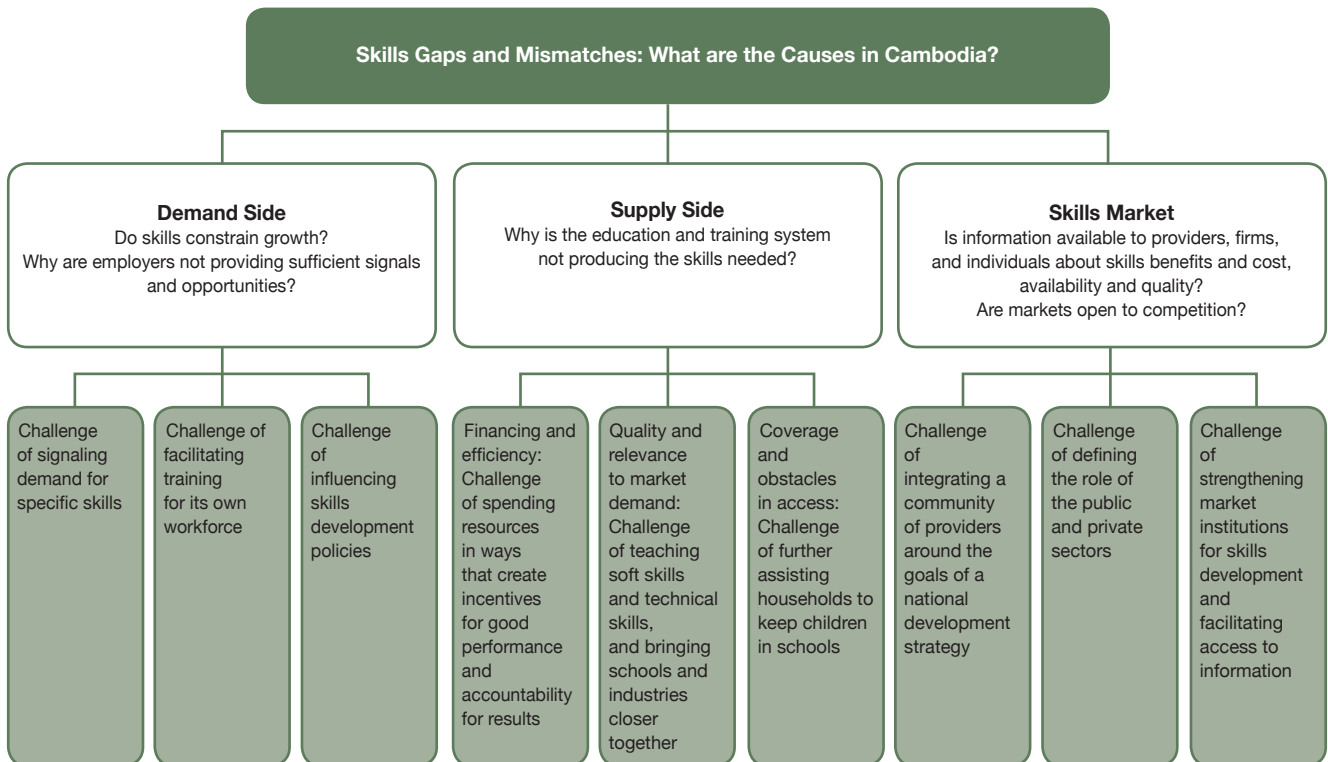 Skills Gaps and Mismatches: What are the Causes in Cambodia?
Demand Side
Do skills constrain growth?
Why are employers not providing sufficient signals
and opportunities?
Supply Side
Why is the education and training system
not producing the skills needed?
Skills Market
Is information available to providers, firms,
and individuals about skills benefits and cost,
availability and quality?
Are markets open to competition?
Challenge
of signaling
demand for
specific skills
Challenge of
facilitating
training
for its own
workforce
Challenge
of
influencing
skills
development
policies
Financing and
efficiency:
Challenge
of spending
resources
in ways
that create
incentives
for good
performance
and
accountability
for results
Quality and
relevance
to market
demand:
Challenge
of teaching
soft skills
and technical
skills,
and bringing
schools and
industries
closer
together
Coverage
and
obstacles
in access:
Challenge
of further
assisting
households to
keep children
in schools
Challenge
of
integrating a
community
of providers
around the
goals of a
national
development
strategy
Challenge
of defining
the role of
the public
and private
sectors
Challenge
of
strengthening
market
institutions
for skills
development
and
facilitating
access to
information